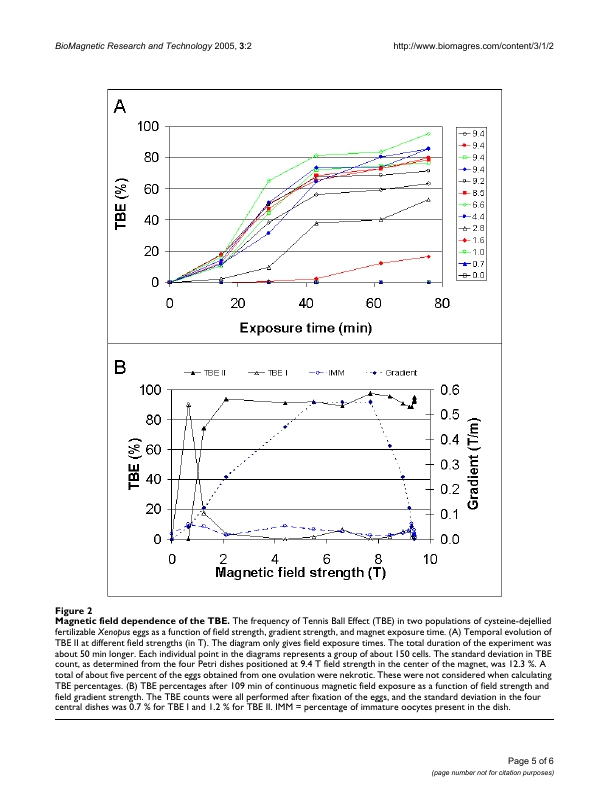 BioMagnetic Research and Technology 2005, 3:2 http://www.biomagres.com/content/3/1/2
A
100
80
60
40
20
0
0 20 40 60 80
TBE (%)
Exposure time (min)
9.4
9.4
9.4
9.4
9.2
8.5
6.6
4.4
2.8
1.6
1.0
0.7
0.0
B
TBE II TBE I IMM Gradient
100
80
60
40
20
0
TBE (%)
0.6
0.5
0.4
0.3
0.2
0.1
0.0
Gradient (T/m)
0 2 4 6 8 10
Magnetic field strength (T)
Figure 2
Magnetic field dependence of the TBE. The frequency of Tennis Ball Effect (TBE) in two populations of cysteine-dejellied
fertilizable Xenopus eggs as a function of field strength, gradient strength, and magnet exposure time. (A) Temporal evolution of
TBE II at different field strengths (in T). The diagram only gives field exposure times. The total duration of the experiment was
about 50 min longer. Each individual point in the diagrams represents a group of about 150 cells. The standard deviation in TBE
count, as determined from the four Petri dishes positioned at 9.4 T field strength in the center of the magnet, was 12.3 %. A
total of about five percent of the eggs obtained from one ovulation were nekrotic. These were not considered when calculating
TBE percentages. (B) TBE percentages after 109 min of continuous magnetic field exposure as a function of field strength and
field gradient strength. The TBE counts were all performed after fixation of the eggs, and the standard deviation in the four
central dishes was 0.7 % for TBE I and 1.2 % for TBE II. IMM = percentage of immature oocytes present in the dish.
Page 5 of 6
(page number not for citation purposes)